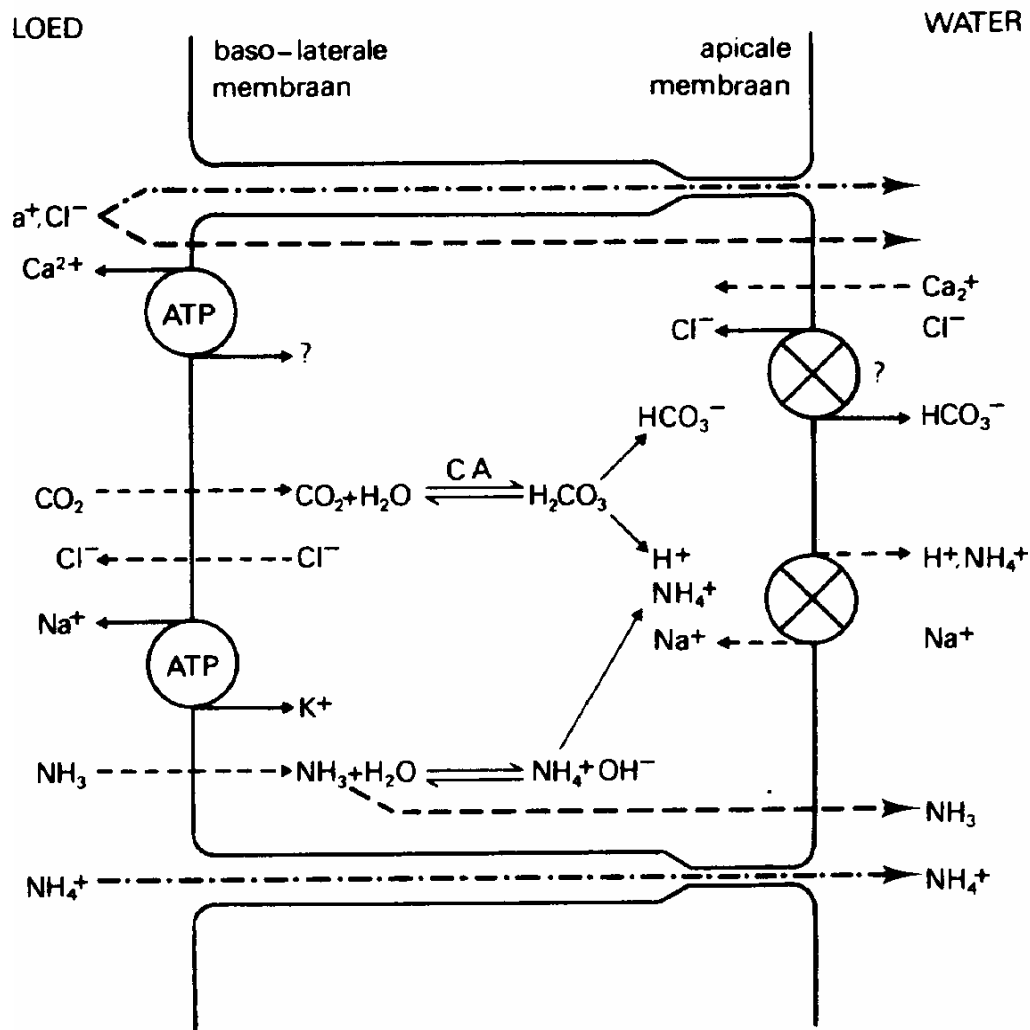 LOED
WATER
baso-laterale
membraan
apicale
membraan
a⁺,Cl⁻
Ca²⁺
ATP
?
Ca₂⁺
Cl⁻
Cl⁻
?
HCO₃⁻
HCO₃⁻
CO₂
CO₂+H₂O
CA
H₂CO₃
Cl⁻
Cl⁻
H⁺
NH₄⁺
H⁺,NH₄⁺
Na⁺
ATP
K⁺
Na⁺
Na⁺
NH₃
NH₃+H₂O
NH₄⁺OH⁻
NH₃
NH₄⁺
NH₄⁺